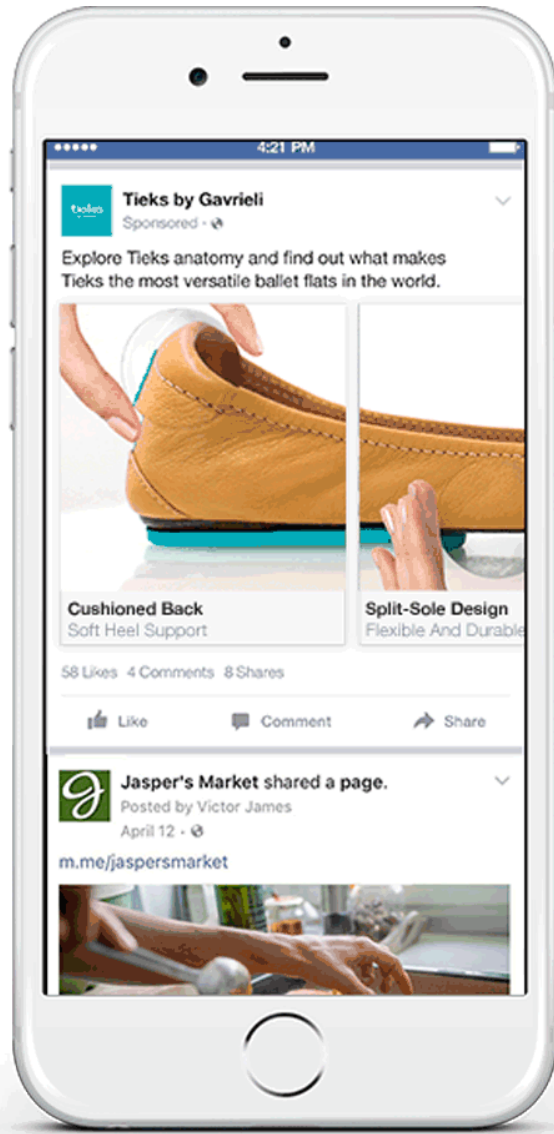 4:21 PM
tieks
Tieks by Gavrieli
Sponsored ·
Explore Tieks anatomy and find out what makes
Tieks the most versatile ballet flats in the world.
Cushioned Back
Soft Heel Support
Split-Sole Design
Flexible And Durable
58 Likes 4 Comments 8 Shares
Like Comment Share
Jasper's Market shared a page.
Posted by Victor James
April 12 ·
m.me/jaspersmarket